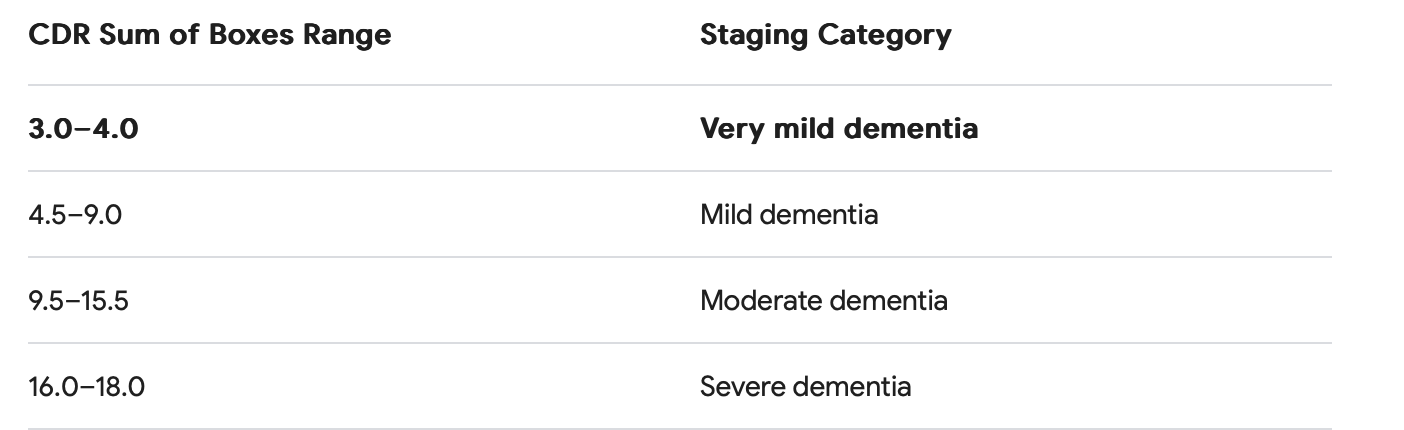 CDR Sum of Boxes Range Staging Category
3.0–4.0 Very mild dementia
4.5–9.0 Mild dementia
9.5–15.5 Moderate dementia
16.0–18.0 Severe dementia